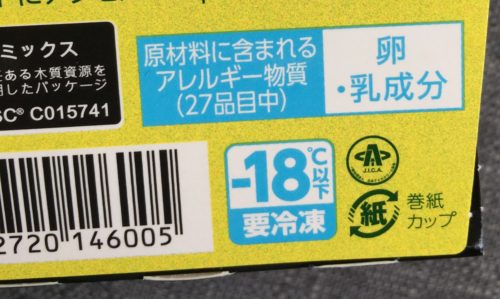 ミックス
ある木質資源を
したパッケージ
SC® C015741
原材料に含まれる
アレルギー物質
(27品目中)
卵
・乳成分
2720 146005
-18℃以下
要冷凍
J.I.C.A.
紙
巻紙
カップ